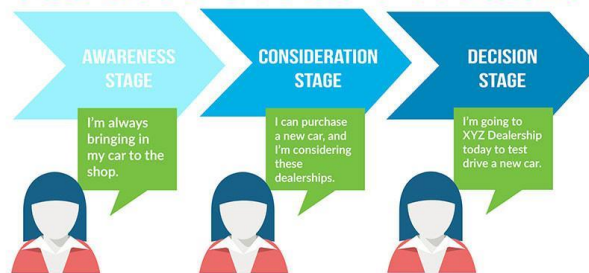 AWARENESS
STAGE
CONSIDERATION
STAGE
DECISION
STAGE
I'm always
bringing in
my car to the
shop.
I can purchase
a new car, and
I'm considering
these
dealerships.
I'm going to
XYZ Dealership
today to test
drive a new car.